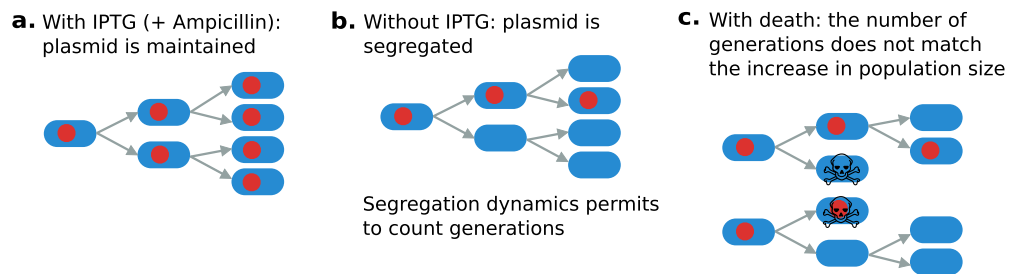 a. With IPTG (+ Ampicillin):
plasmid is maintained
b. Without IPTG: plasmid is
segregated
Segregation dynamics permits
to count generations
c. With death: the number of
generations does not match
the increase in population size